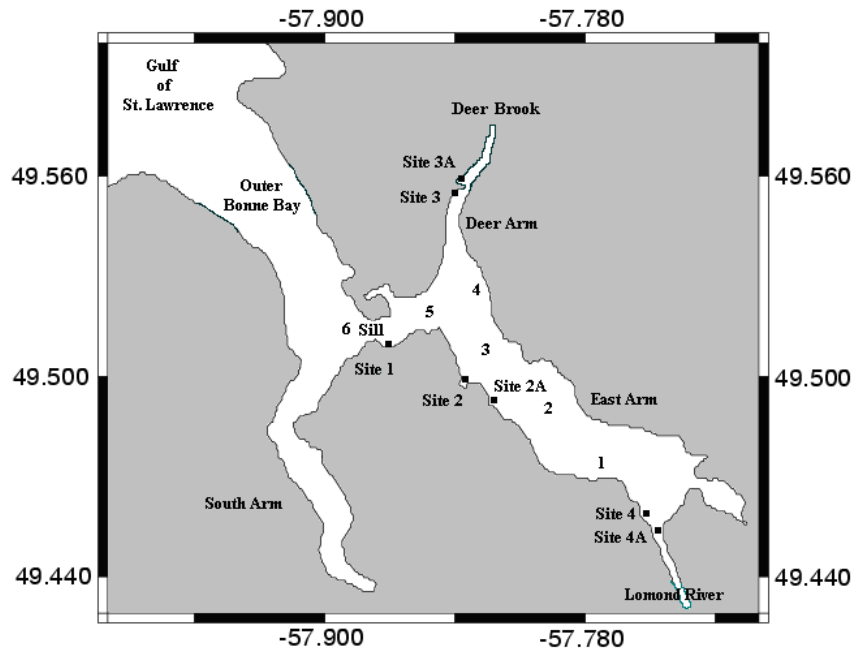 -57.900
-57.780
Gulf
of
St. Lawrence
Deer Brook
Site 3A
49.560
49.560
Outer
Bonne Bay
Site 3
Deer Arm
4
5
6 Sill
3
Site 1
49.500
49.500
Site 2A
Site 2
East Arm
2
1
South Arm
Site 4
Site 4A
49.440
49.440
Lomond River
-57.900
-57.780